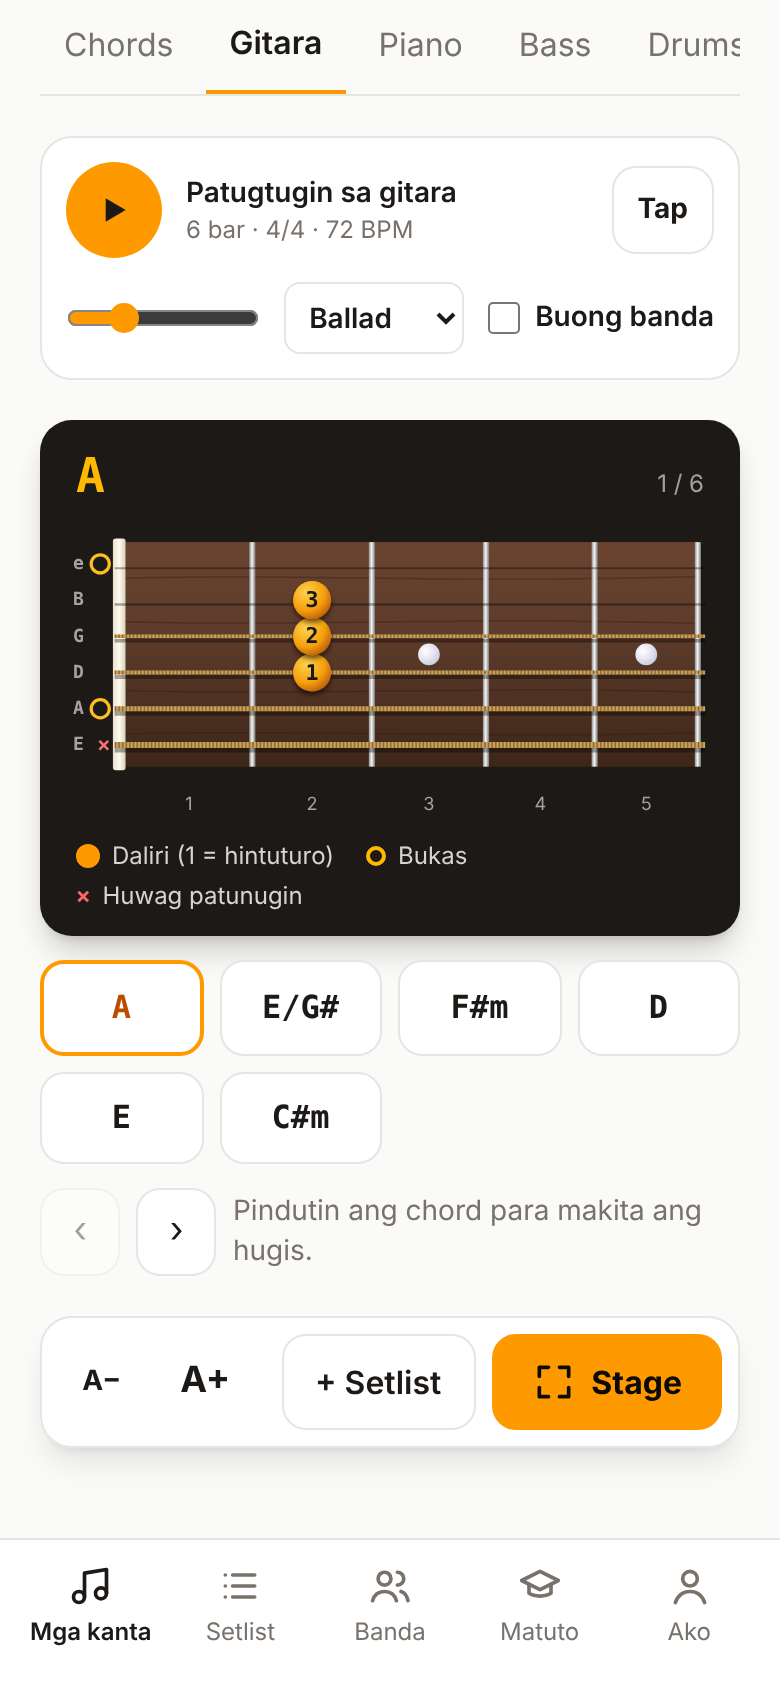 Chords Gitara Piano Bass Drums
Patugtugin sa gitara
6 bar · 4/4 · 72 BPM
Tap
Ballad
Buong banda
A
1 / 6
e
B 3
G 2
D 1
A
E ×
1 2 3 4 5
Daliri (1 = hintuturo) Bukas
× Huwag patunugin
A E/G# F#m D
E C#m
‹ › Pindutin ang chord para makita ang
hugis.
A− A+ + Setlist Stage
Mga kanta Setlist Banda Matuto Ako